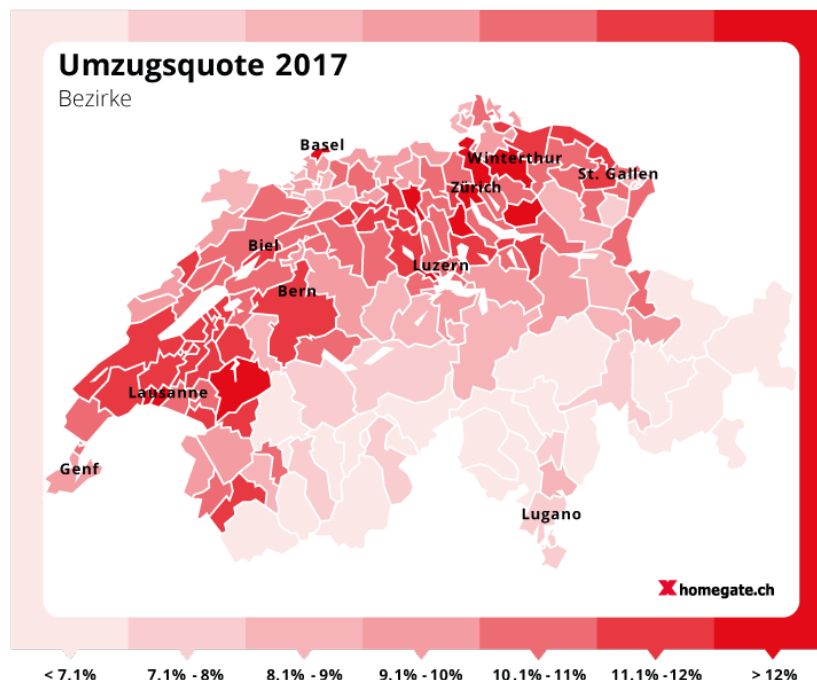 Umzugsquote 2017
Bezirke
Basel
Winterthur
St. Gallen
Zürich
Biel
Luzern
Bern
Lausanne
Genf
Lugano
homegate.ch
< 7.1%
7.1% - 8%
8.1% - 9%
9.1% - 10%
10.1% - 11%
11.1% -12%
> 12%